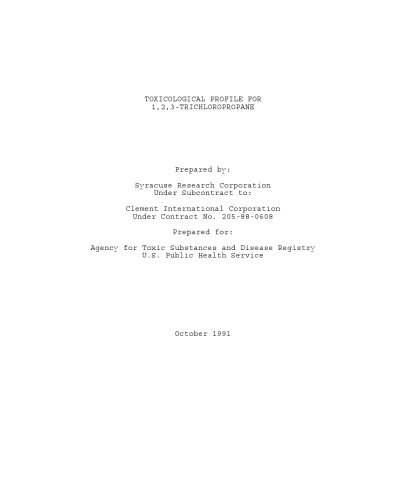 TOXICOLOGICAL PROFILE FOR
1,2,3-TRICHLOROPROPANE
Prepared by:
Syracuse Research Corporation
Under Subcontract to:
Clement International Corporation
Under Contract No. 205-88-0608
Prepared for:
Agency for Toxic Substances and Disease Registry
U.S. Public Health Service
October 1991